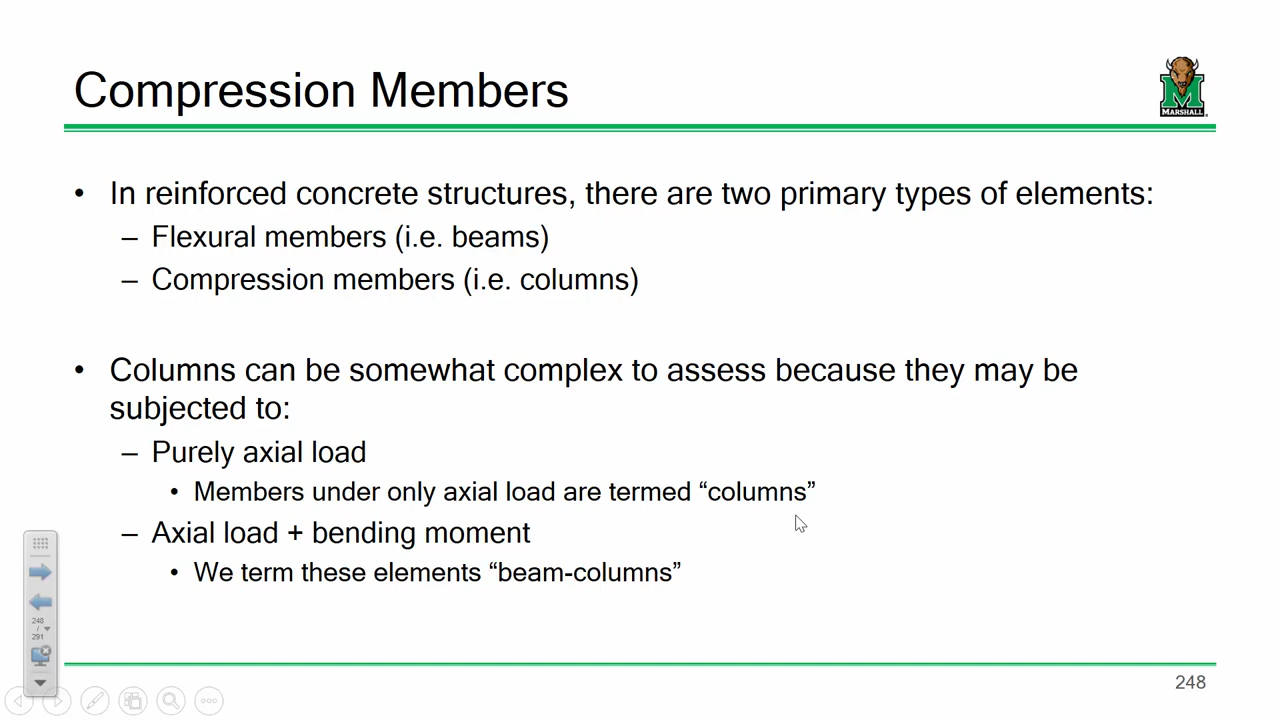 Compression Members
MARSHALL
• In reinforced concrete structures, there are two primary types of elements:
– Flexural members (i.e. beams)
– Compression members (i.e. columns)
• Columns can be somewhat complex to assess because they may be
subjected to:
– Purely axial load
• Members under only axial load are termed “columns”
– Axial load + bending moment
• We term these elements “beam-columns”
248
/
291
248